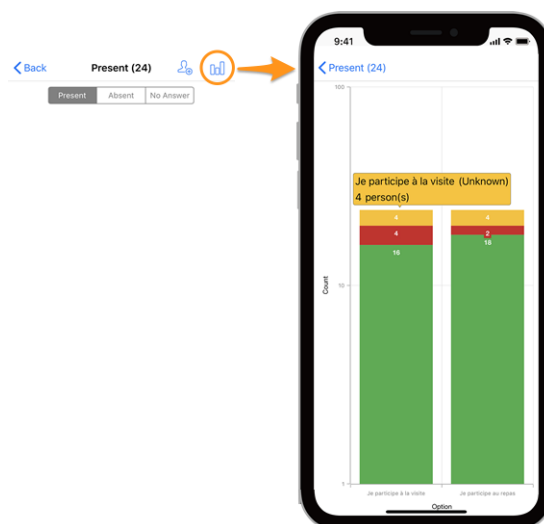 Back
Present (24)
Present
Absent
No Answer
9:41
Present (24)
100
Je participe à la visite (Unknown)
4 person(s)
4
4
4
2
16
18
Count
10
1
Je participe à la visite
Je participe au repas
Option